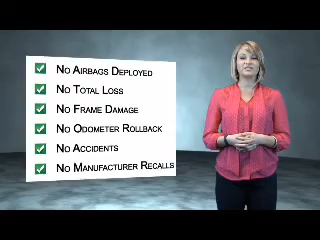 No Airbags Deployed
No Total Loss
No Frame Damage
No Odometer Rollback
No Accidents
No Manufacturer Recalls